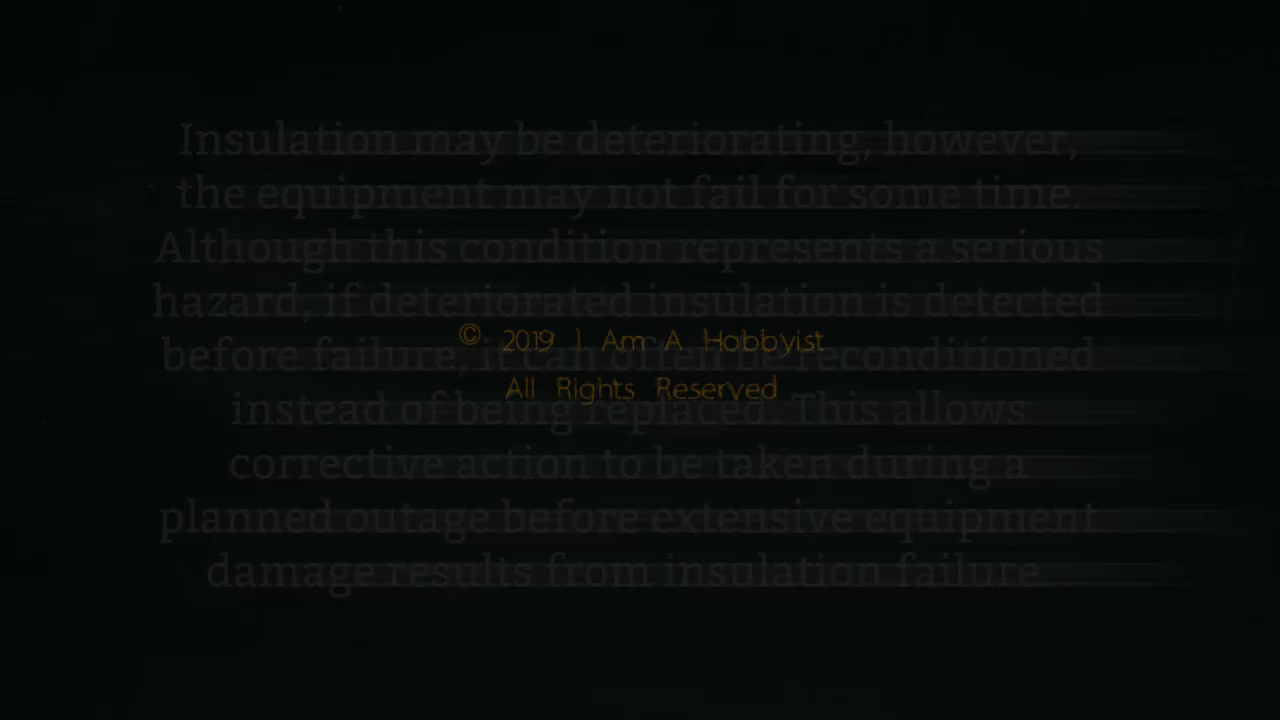 Insulation may be deteriorating, however,
the equipment may not fail for some time.
Although this condition represents a serious
hazard, if deteriorated insulation is detected
before failure, it can often be reconditioned
instead of being replaced. This allows
corrective action to be taken during a
planned outage before extensive equipment
damage results from insulation failure.
© 2019 I Am A Hobbyist
All Rights Reserved